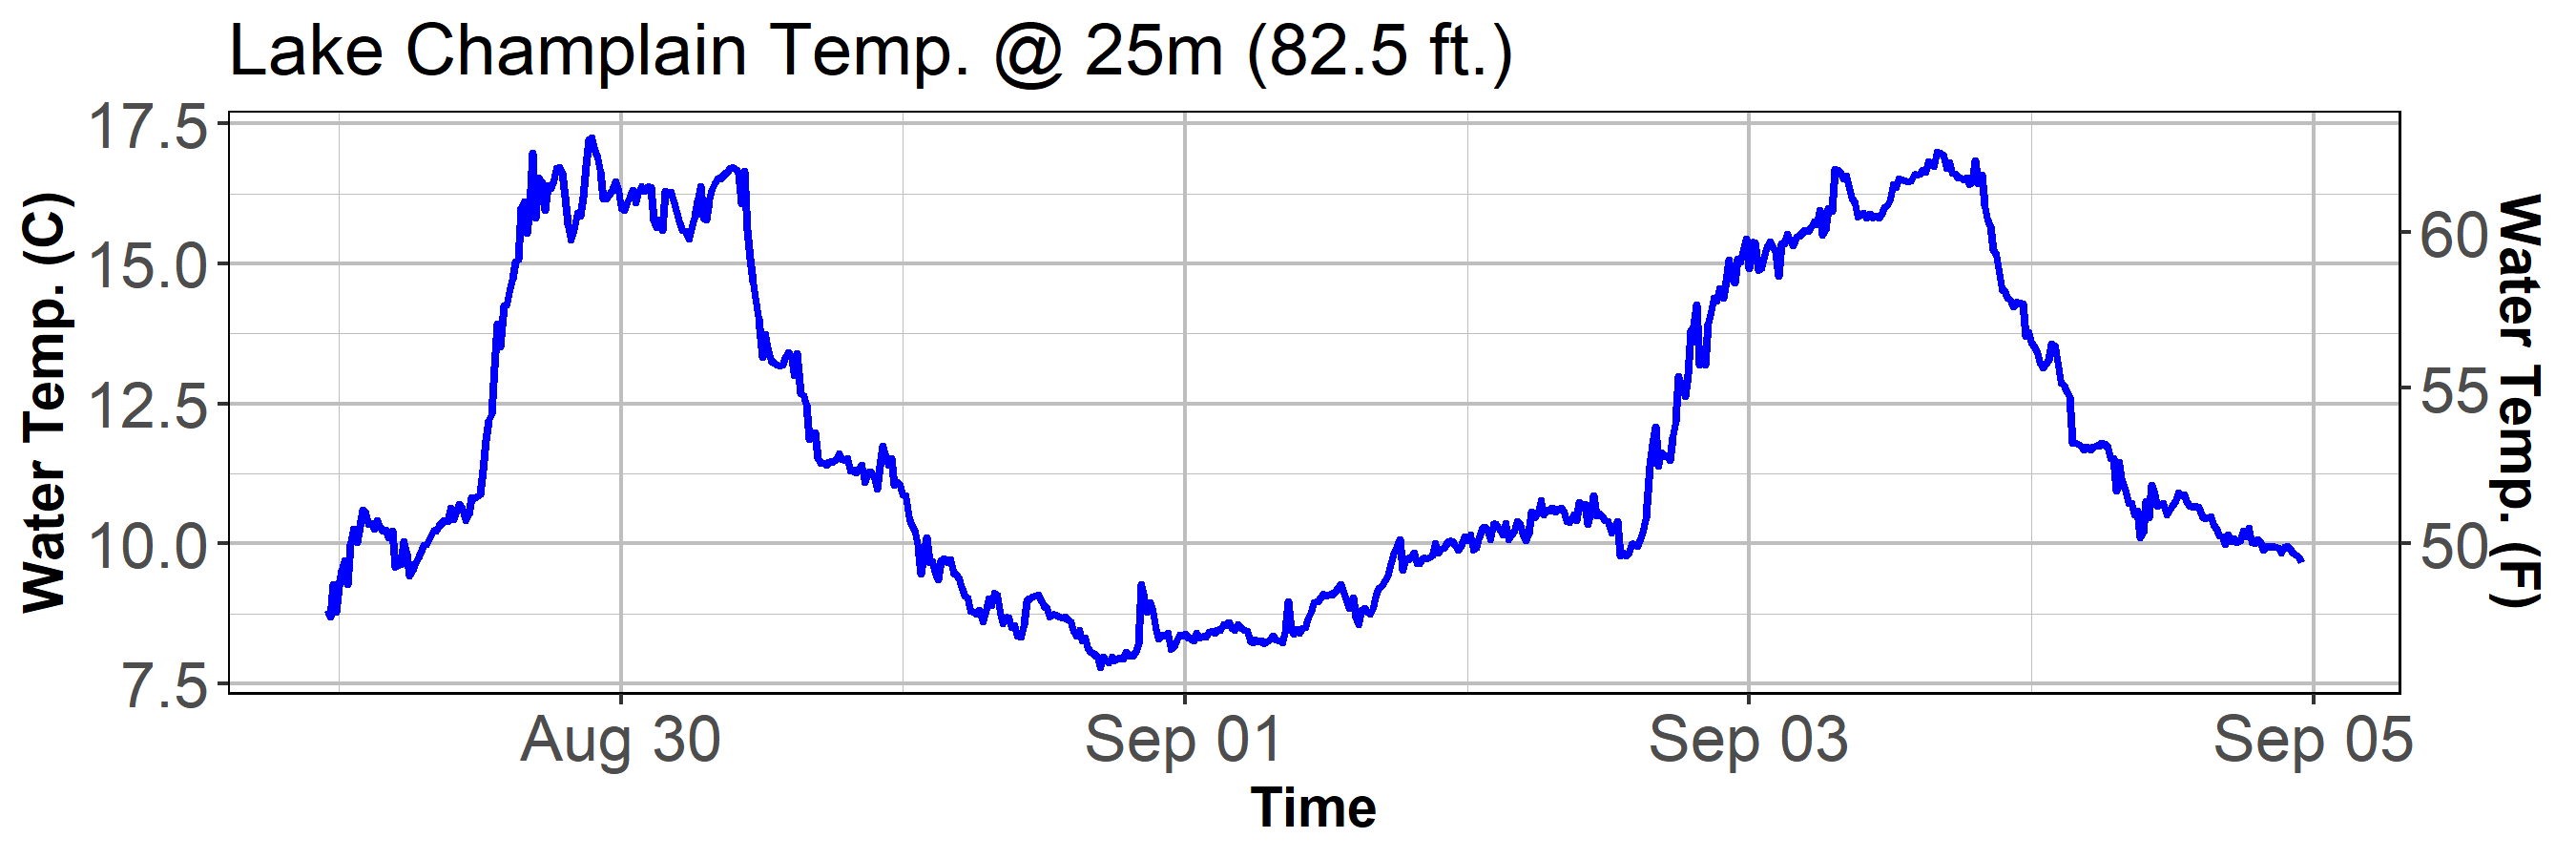 Lake Champlain Temp. @ 25m (82.5 ft.)
Water Temp. (C)
17.5
15.0
12.5
10.0
7.5
60
55
50
Water Temp. (F)
Aug 30
Sep 01
Sep 03
Sep 05
Time